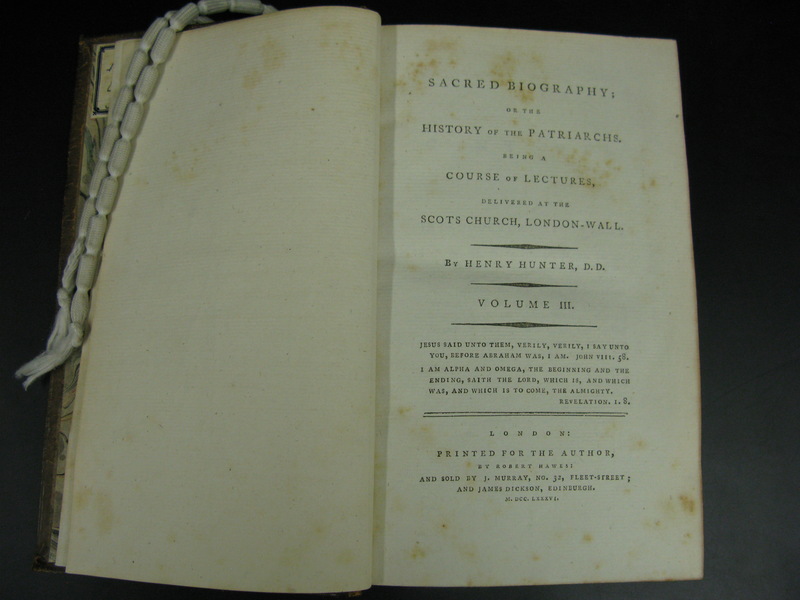 SACRED BIOGRAPHY;
OR THE
HISTORY OF THE PATRIARCHS.
BEING A
COURSE OF LECTURES,
DELIVERED AT THE
SCOTS CHURCH, LONDON-WALL.
BY HENRY HUNTER, D.D.
VOLUME III.
JESUS SAID UNTO THEM, VERILY, VERILY, I SAY UNTO
YOU, BEFORE ABRAHAM WAS, I AM. JOHN VIII. 58.
I AM ALPHA AND OMEGA, THE BEGINNING AND THE
ENDING, SAITH THE LORD, WHICH IS, AND WHICH
WAS, AND WHICH IS TO COME, THE ALMIGHTY.
REVELATION. I. 8.
LONDON:
PRINTED FOR THE AUTHOR,
BY ROBERT HAWES:
AND SOLD BY J. MURRAY, NO. 32, FLEET-STREET;
AND JAMES DICKSON, EDINBURGH.
M. DCC. LXXXVI.